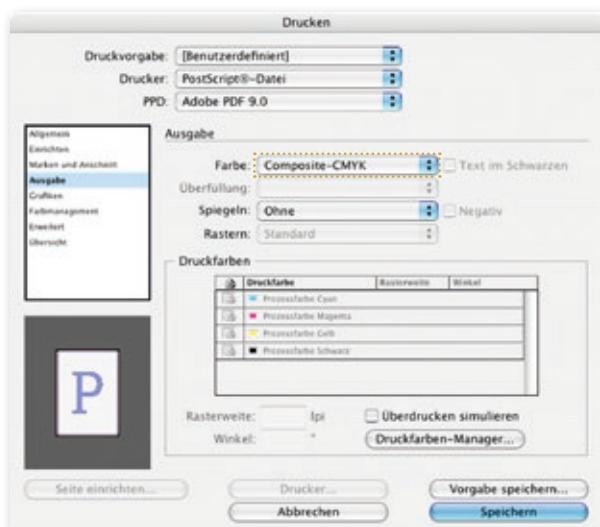 Drucken
Druckvorgabe: [Benutzerdefiniert]
Drucker: PostScript®-Datei
PPD: Adobe PDF 9.0
Allgemein
Einrichten
Marken und Anschnitt
Ausgabe
Grafiken
Farbmanagement
Erweitert
Übersicht
Ausgabe
Farbe: Composite-CMYK Text im Schwarzen
Überfüllung:
Spiegeln: Ohne Negativ
Rastern: Standard
Druckfarben
Druckfarbe Rasterweite Winkel
Prozessfarbe Cyan
Prozessfarbe Magenta
Prozessfarbe Gelb
Prozessfarbe Schwarz
Rasterweite: lpi Überdrucken simulieren
Winkel: ° Druckfarben-Manager...
P
Seite einrichten... Drucker... Vorgabe speichern...
Abbrechen Speichern